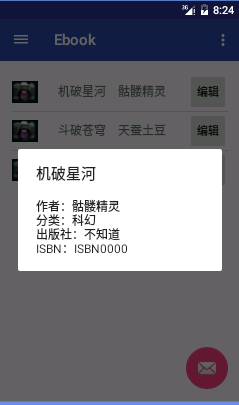 3G 8:24
Ebook
机破星河 骷髅精灵 编辑
斗破苍穹 天蚕土豆 编辑
机破星河
作者：骷髅精灵
分类：科幻
出版社：不知道
ISBN：ISBN0000